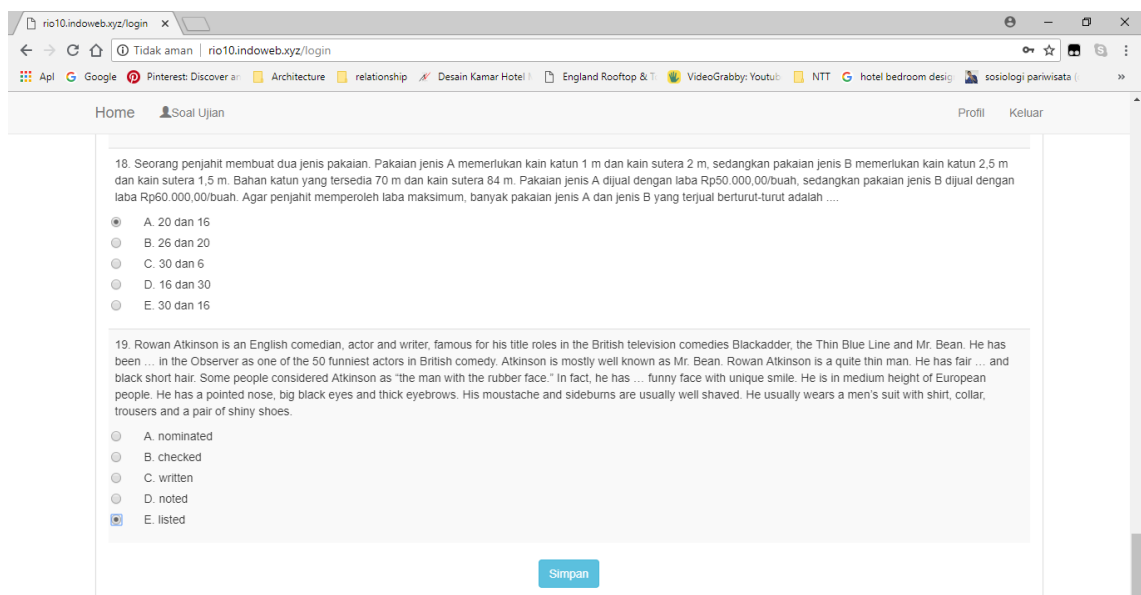 rio10.indoweb.xyz/login
Tidak aman | rio10.indoweb.xyz/login
Apl Google Pinterest: Discover an Architecture relationship Desain Kamar Hotel England Rooftop & T VideoGrabby: Youtub NTT hotel bedroom desig sosiologi pariwisata (
Home Soal Ujian Profil Keluar
18. Seorang penjahit membuat dua jenis pakaian. Pakaian jenis A memerlukan kain katun 1 m dan kain sutera 2 m, sedangkan pakaian jenis B memerlukan kain katun 2,5 m
dan kain sutera 1,5 m. Bahan katun yang tersedia 70 m dan kain sutera 84 m. Pakaian jenis A dijual dengan laba Rp50.000,00/buah, sedangkan pakaian jenis B dijual dengan
laba Rp60.000,00/buah. Agar penjahit memperoleh laba maksimum, banyak pakaian jenis A dan jenis B yang terjual berturut-turut adalah ....
A. 20 dan 16
B. 26 dan 20
C. 30 dan 6
D. 16 dan 30
E. 30 dan 16
19. Rowan Atkinson is an English comedian, actor and writer, famous for his title roles in the British television comedies Blackadder, the Thin Blue Line and Mr. Bean. He has
been … in the Observer as one of the 50 funniest actors in British comedy. Atkinson is mostly well known as Mr. Bean. Rowan Atkinson is a quite thin man. He has fair … and
black short hair. Some people considered Atkinson as “the man with the rubber face.” In fact, he has … funny face with unique smile. He is in medium height of European
people. He has a pointed nose, big black eyes and thick eyebrows. His moustache and sideburns are usually well shaved. He usually wears a men's suit with shirt, collar,
trousers and a pair of shiny shoes.
A. nominated
B. checked
C. written
D. noted
E. listed
Simpan